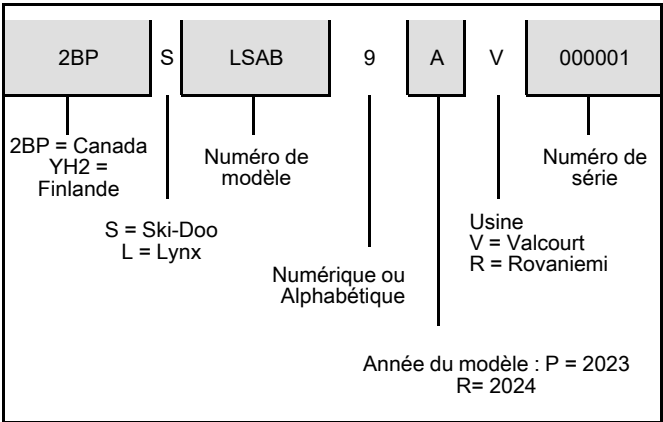 2BP S LSAB 9 A V 000001
2BP = Canada
YH2 =
Finlande
Numéro de
modèle
Numéro de
série
S = Ski-Doo
L = Lynx
Usine
V = Valcourt
R = Rovaniemi
Numérique ou
Alphabétique
Année du modèle : P = 2023
R= 2024